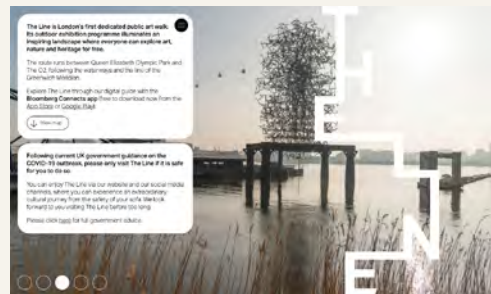 The Line is London's first dedicated public art walk.
Its outdoor exhibition programme illuminates an
inspiring landscape where everyone can explore art,
nature and heritage for free.
The route runs between Queen Elizabeth Olympic Park and
The O2, following the waterways and the line of the
Greenwich Meridian.
Explore The Line through our digital guide with the
Bloomberg Connects app (free to download now from the
App Store or Google Play)
View map
Following current UK government guidance on the
COVID-19 outbreak, please only visit The Line if it is safe
for you to do so.
You can enjoy The Line via our website and our social media
channels, where you can experience an extraordinary
cultural journey from the safety of your sofa. We look
forward to you visiting The Line before too long.
Please click here for full government advice.
T
H
E
L
I
N
E